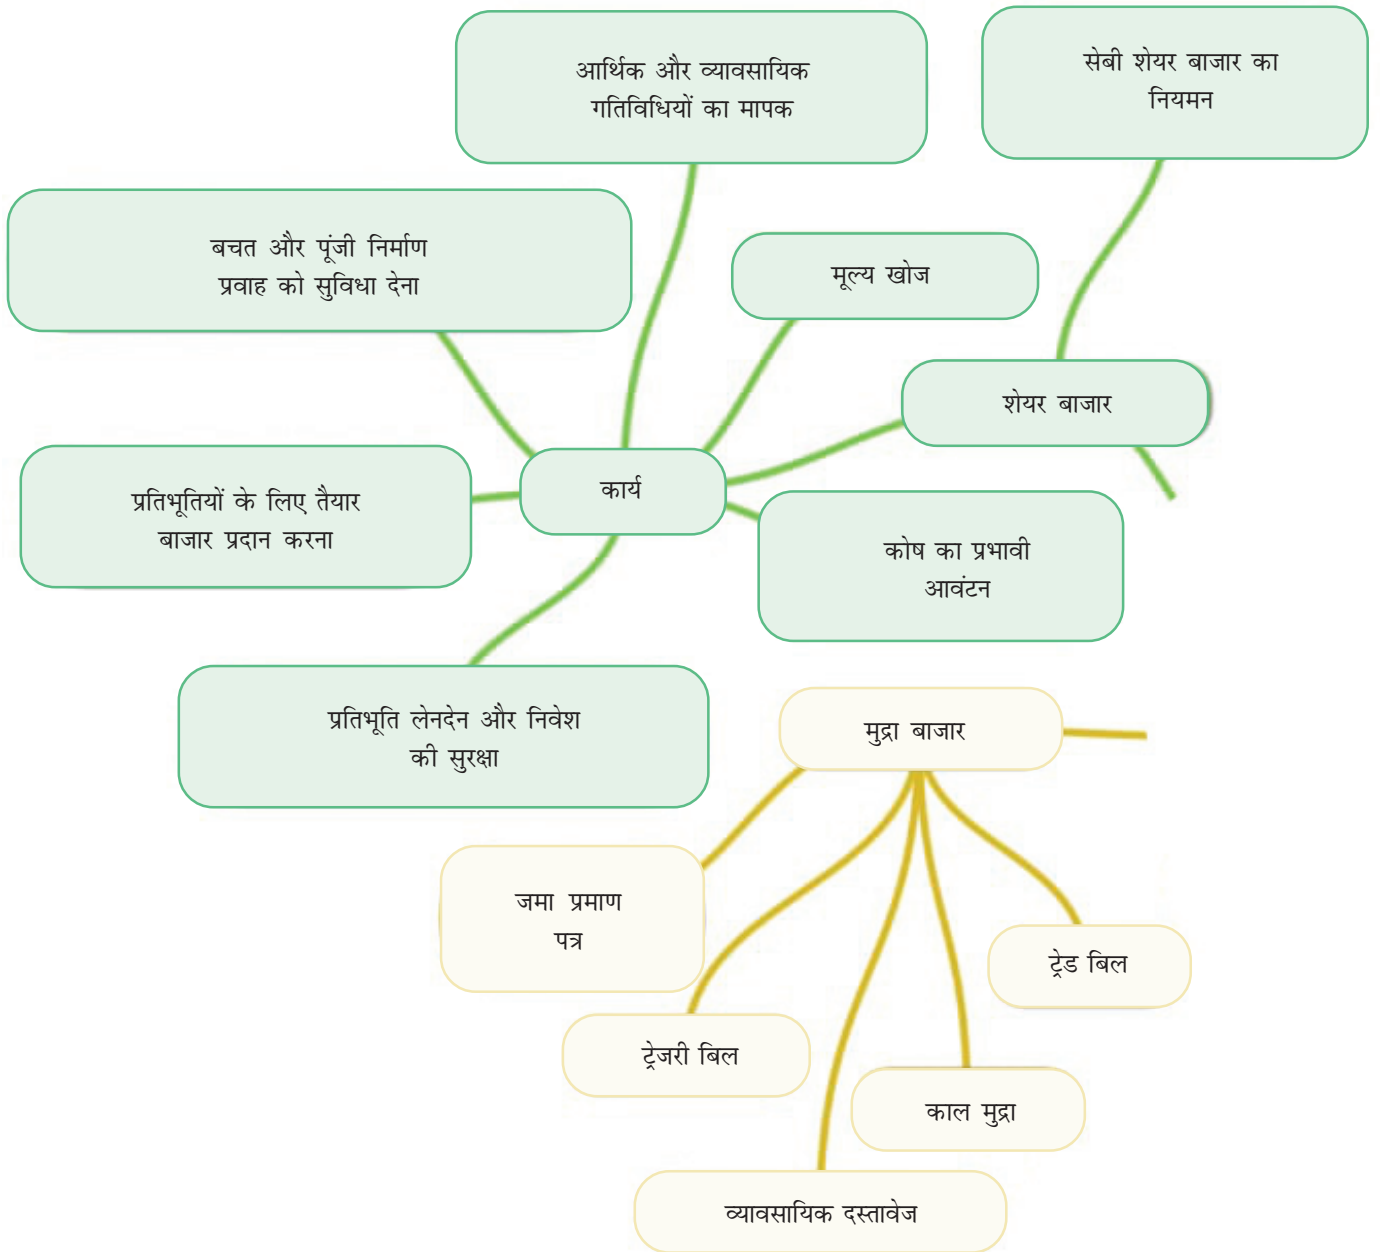 आर्थिक और व्यावसायिक
गतिविधियों का मापक
सेबी शेयर बाजार का
नियमन
बचत और पूंजी निर्माण
प्रवाह को सुविधा देना
मूल्य खोज
शेयर बाजार
कार्य
प्रतिभूतियों के लिए तैयार
बाजार प्रदान करना
कोष का प्रभावी
आवंटन
प्रतिभूति लेनदेन और निवेश
की सुरक्षा
मुद्रा बाजार
जमा प्रमाण
पत्र
ट्रेड बिल
ट्रेजरी बिल
काल मुद्रा
व्यावसायिक दस्तावेज